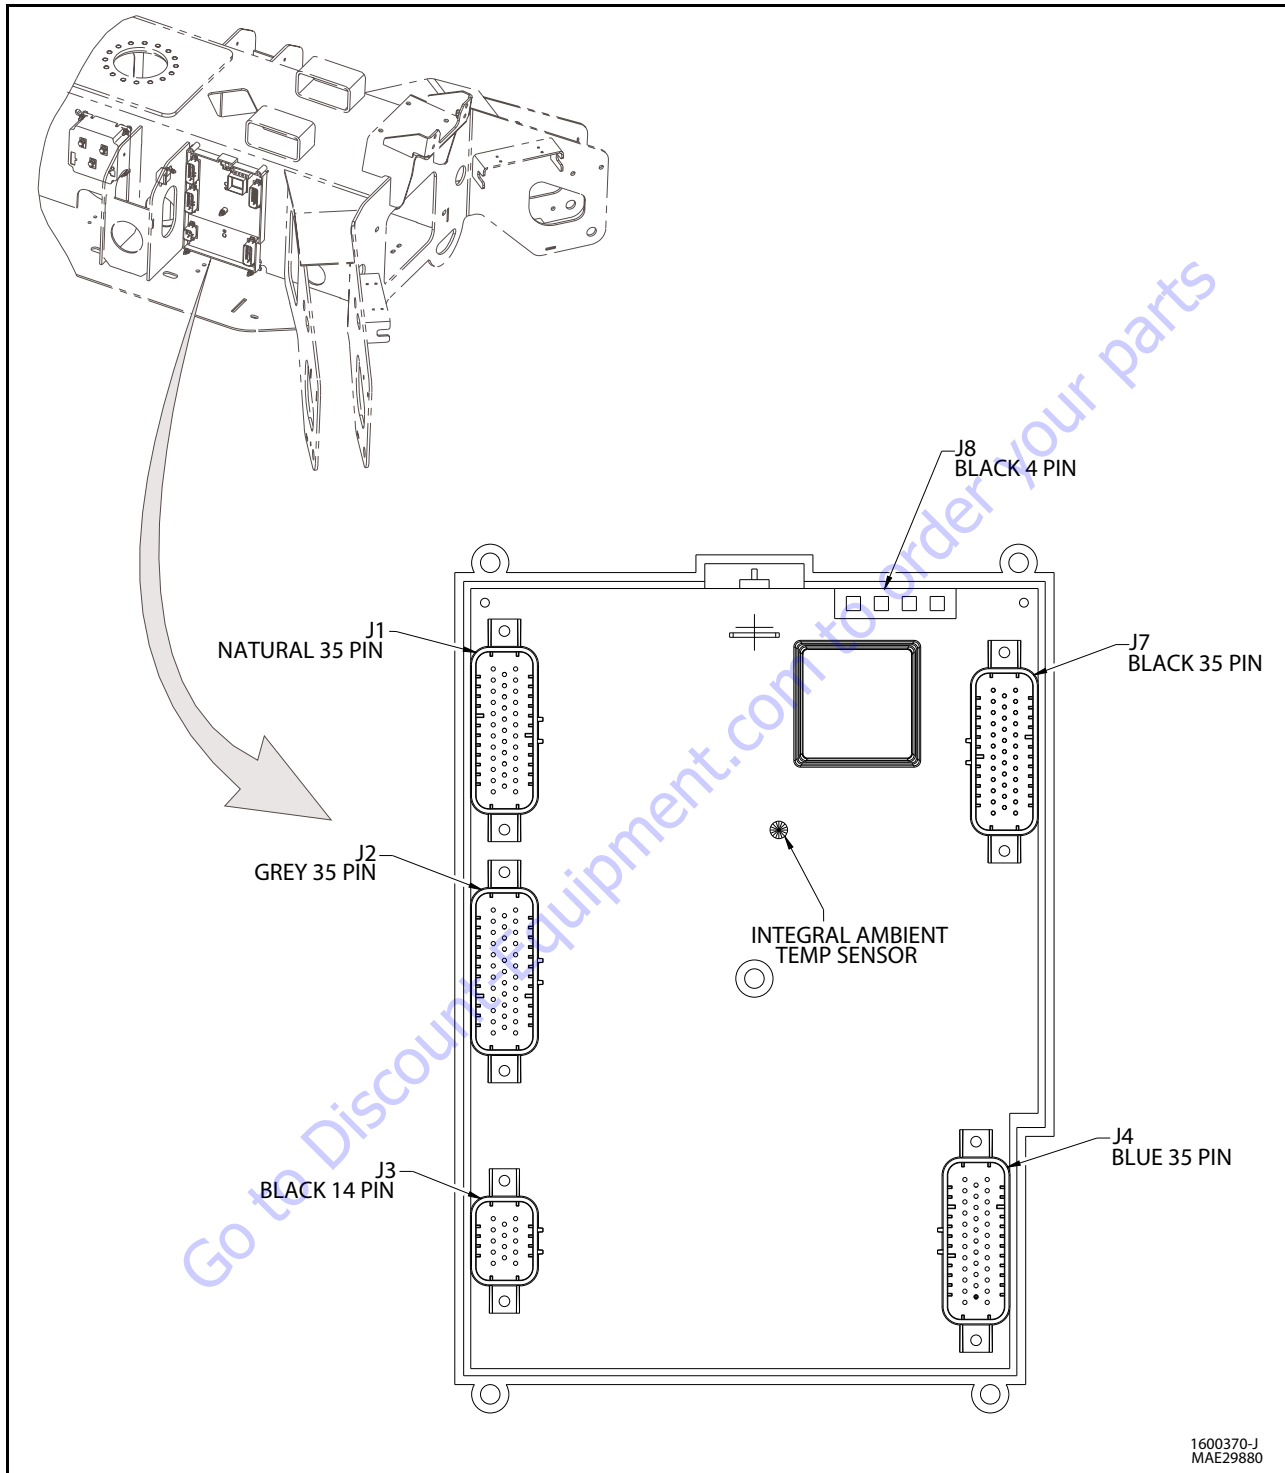 J8
BLACK 4 PIN
J1
NATURAL 35 PIN
J7
BLACK 35 PIN
J2
GREY 35 PIN
INTEGRAL AMBIENT
TEMP SENSOR
J4
BLUE 35 PIN
J3
BLACK 14 PIN
Go to Discount-Equipment.com to order your parts
1600370-J
MAE29880